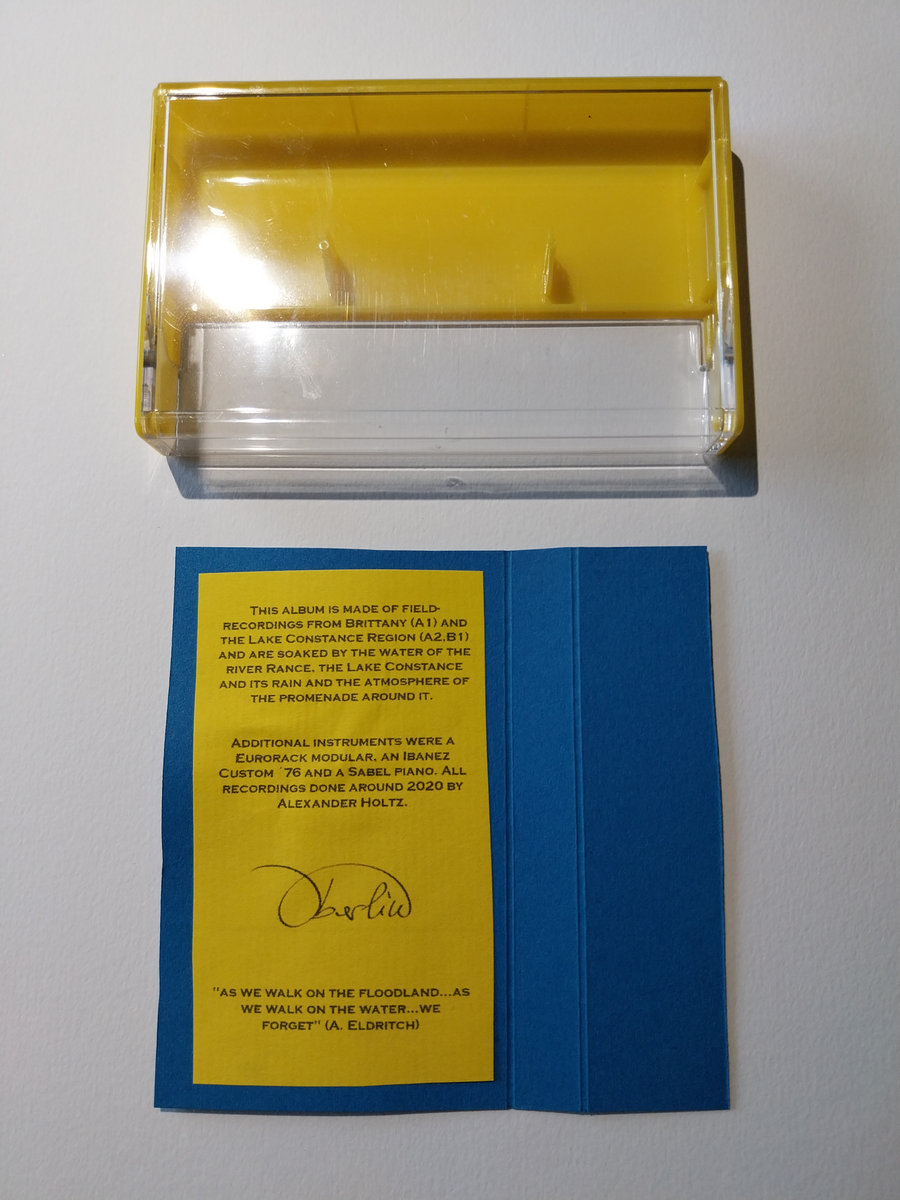 THIS ALBUM IS MADE OF FIELD-
RECORDINGS FROM BRITTANY (A1) AND
THE LAKE CONSTANCE REGION (A2,B1)
AND ARE SOAKED BY THE WATER OF THE
RIVER RANCE, THE LAKE CONSTANCE
AND ITS RAIN AND THE ATMOSPHERE OF
THE PROMENADE AROUND IT.
ADDITIONAL INSTRUMENTS WERE A
EURORACK MODULAR, AN IBANEZ
CUSTOM ´76 AND A SABEL PIANO. ALL
RECORDINGS DONE AROUND 2020 BY
ALEXANDER HOLTZ.
Oberlin
"AS WE WALK ON THE FLOODLAND...AS
WE WALK ON THE WATER...WE
FORGET" (A. ELDRITCH)